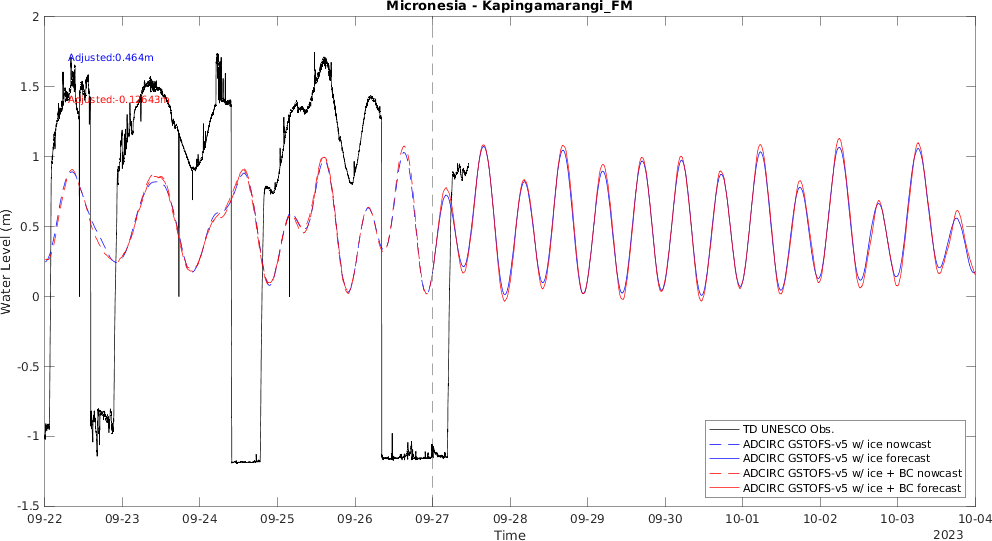 Micronesia - Kapingamarangi_FM
2
1.5
1
0.5
0
-0.5
-1
-1.5
Water Level (m)
Adjusted:0.464m
Adjusted:-0.12643m
TD UNESCO Obs.
ADCIRC GSTOFS-v5 w/ ice nowcast
ADCIRC GSTOFS-v5 w/ ice forecast
ADCIRC GSTOFS-v5 w/ ice + BC nowcast
ADCIRC GSTOFS-v5 w/ ice + BC forecast
09-22 09-23 09-24 09-25 09-26 09-27 09-28 09-29 09-30 10-01 10-02 10-03 10-04
Time
2023